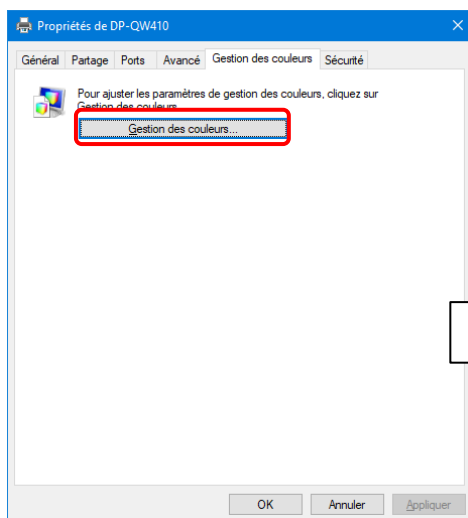 Propriétés de DP-QW410
Général Partage Ports Avancé Gestion des couleurs Sécurité
Pour ajuster les paramètres de gestion des couleurs, cliquez sur
Gestion des couleurs
Gestion des couleurs...
OK Annuler Appliquer